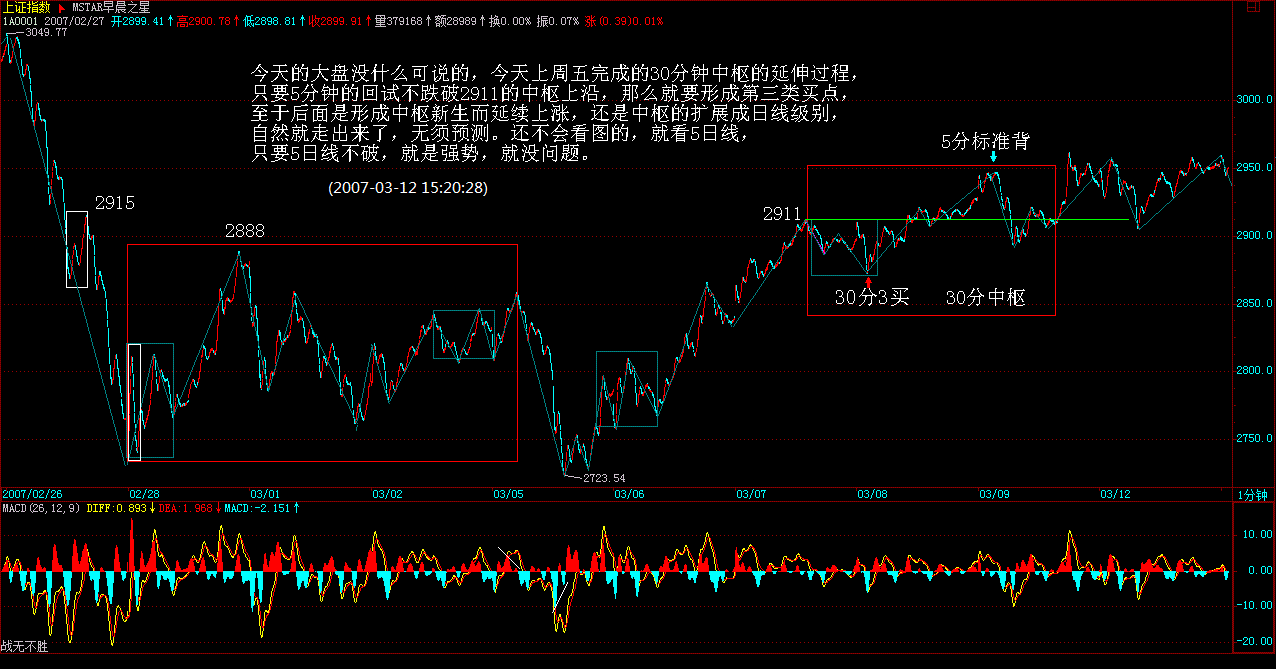 上证指数 MSTAR早晨之星
1A0001 2007/02/27 开2899.41↑高2900.78↑低2898.81↑收2899.91↑量379168↑额28989↑换0.00% 振0.07% 涨(0.39)0.01%
3049.77
今天的大盘没什么可说的，今天上周五完成的30分钟中枢的延伸过程，
只要5分钟的回试不跌破2911的中枢上沿，那么就要形成第三类买点，
至于后面是形成中枢新生而延续上涨，还是中枢的扩展成日线级别，
自然就走出来了，无须预测。还不会看图的，就看5日线，
只要5日线不破，就是强势，就没问题。
(2007-03-12 15:20:28)
5分标准背
2915
2888
2911
30分3买
30分中枢
2723.54
3000.0
2950.0
2900.0
2850.0
2800.0
2750.0
2007/02/26 02/28 03/01 03/02 03/05 03/06 03/07 03/08 03/09 03/12 1分钟
MACD(26,12,9) DIFF:0.893↓ DEA:1.968↓ MACD:-2.151↑
10.00
0.00
-10.00
-20.00
战无不胜